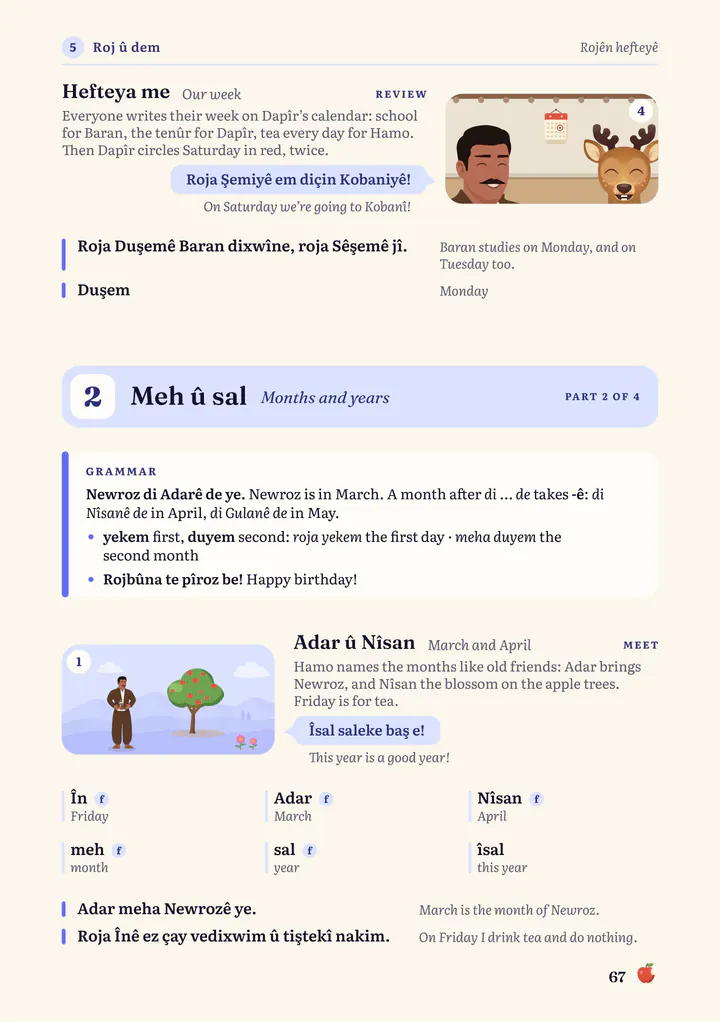 5 Roj û dem
Rojên hefteyê
Hefteya me Our week REVIEW
Everyone writes their week on Dapîr’s calendar: school
for Baran, the tenûr for Dapîr, tea every day for Hamo.
Then Dapîr circles Saturday in red, twice.
4
Roja Şemiyê em diçin Kobaniyê!
On Saturday we’re going to Kobanî!
Roja Duşemê Baran dixwîne, roja Sêşemê jî.
Baran studies on Monday, and on
Tuesday too.
Duşem
Monday
2 Meh û sal Months and years PART 2 OF 4
GRAMMAR
Newroz di Adarê de ye. Newroz is in March. A month after di … de takes -ê: di
Nîsanê de in April, di Gulanê de in May.
• yekem first, duyem second: roja yekem the first day · meha duyem the
second month
• Rojbûna te pîroz be! Happy birthday!
1
Adar û Nîsan March and April MEET
Hamo names the months like old friends: Adar brings
Newroz, and Nîsan the blossom on the apple trees.
Friday is for tea.
Îsal saleke baş e!
This year is a good year!
În f
Friday
Adar f
March
Nîsan f
April
meh f
month
sal f
year
îsal
this year
Adar meha Newrozê ye.
March is the month of Newroz.
Roja Înê ez çay vedixwim û tiştekî nakim.
On Friday I drink tea and do nothing.
67